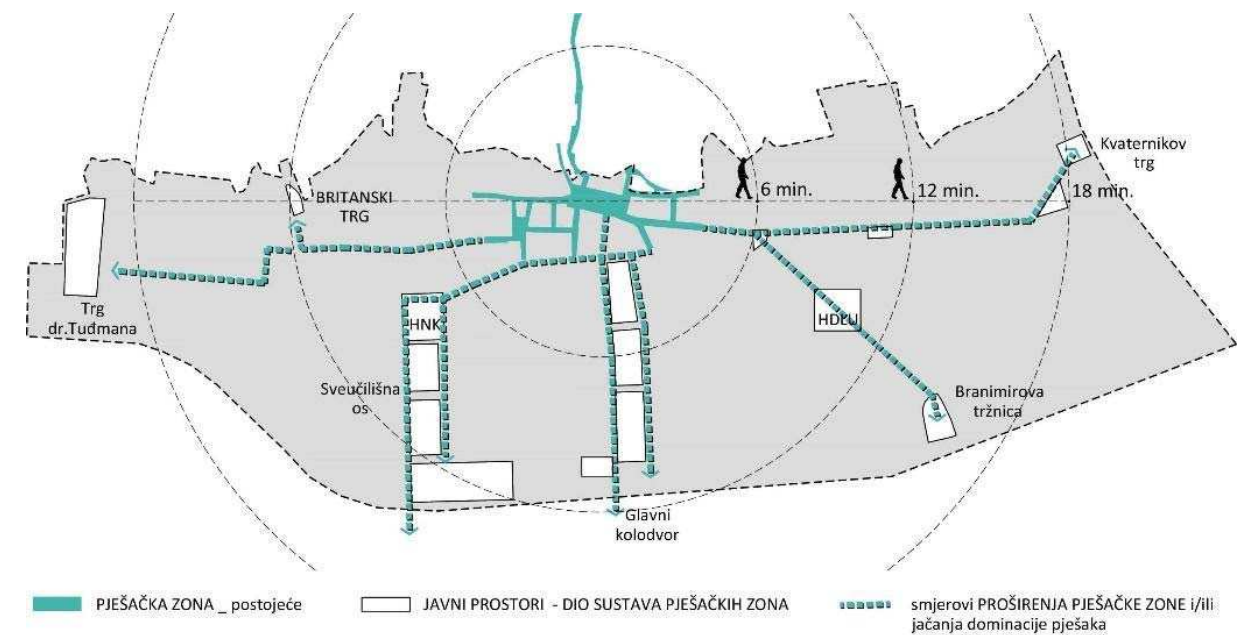 Kvaternikov
trg
6 min.
12 min.
18 min.
BRITANSKI
TRG
Trg
dr.Tuđmana
HNK
HDLU
Sveučilišna
os
Branimirova
tržnica
Glavni
kolodvor
PJEŠAČKA ZONA _ postojeće
JAVNI PROSTORI - DIO SUSTAVA PJEŠAČKIH ZONA
smjerovi PROŠIRENJA PJEŠAČKE ZONE i/ili
jačanja dominacije pješaka